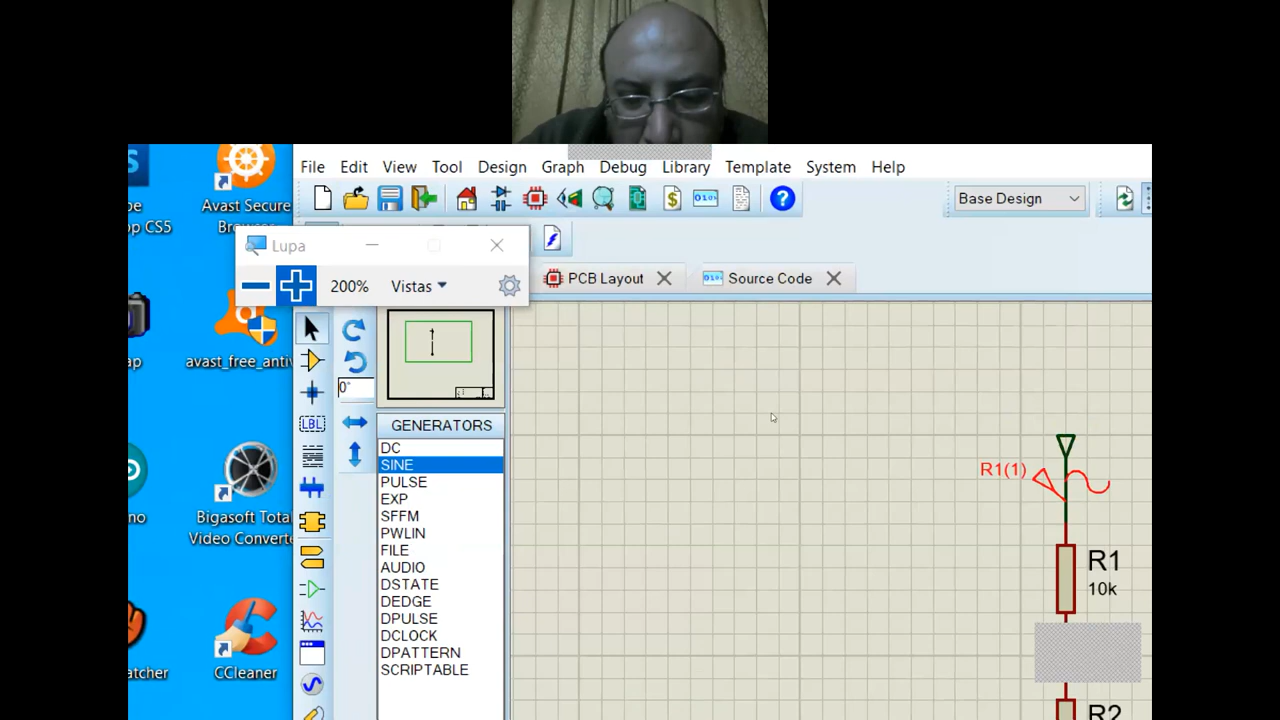 File Edit View Tool Design Graph Debug Library Template System Help
Base Design
Avast Secure
CS5
Lupa
200% Vistas
PCB Layout
Source Code
0°
LBL
GENERATORS
DC
SINE
PULSE
EXP
SFFM
PWLIN
FILE
AUDIO
DSTATE
DEDGE
DPULSE
DCLOCK
DPATTERN
SCRIPTABLE
Bigasoft Total
Video Converte
CCleaner
R1(1)
R1
10k
R2